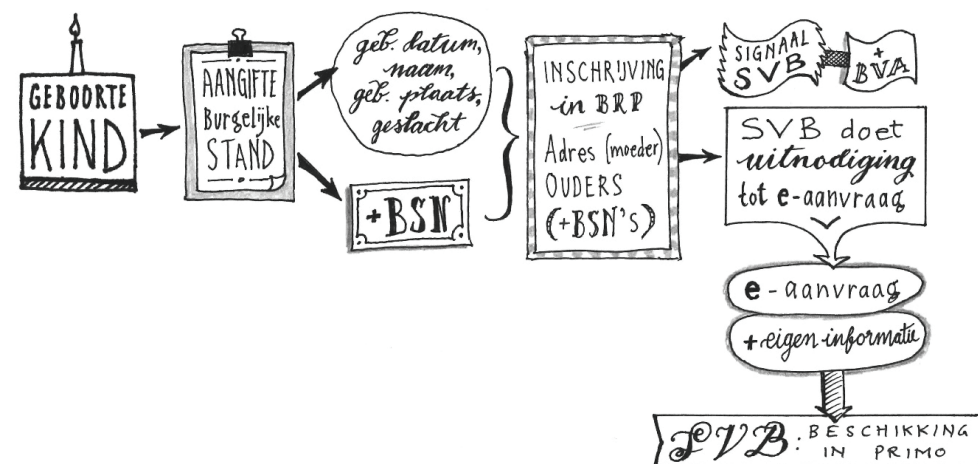 GEBOORTE
KIND
AANGIFTE
Burgelijke
STAND
geb. datum,
naam,
geb. plaats,
geslacht
+BSN
INSCHRIJVING
in BRP
Adres (moeder)
OUDERS
(+BSN's)
SIGNAAL
SVB
+
BVA
SVB doet
uitnodiging
tot e-aanvraag
e-aanvraag
+eigen informatie
SVB: BESCHIKKING
IN PRIMO